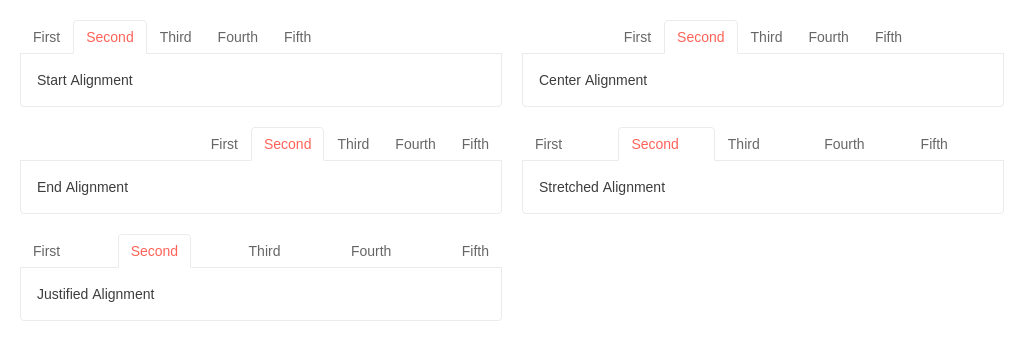 First Second Third Fourth Fifth
Start Alignment
First Second Third Fourth Fifth
Center Alignment
First Second Third Fourth Fifth
End Alignment
First Second Third Fourth Fifth
Stretched Alignment
First Second Third Fourth Fifth
Justified Alignment